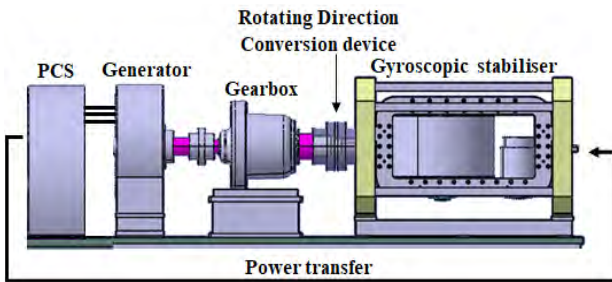 Rotating Direction
Conversion device
PCS
Generator
Gearbox
Gyroscopic stabiliser
Power transfer